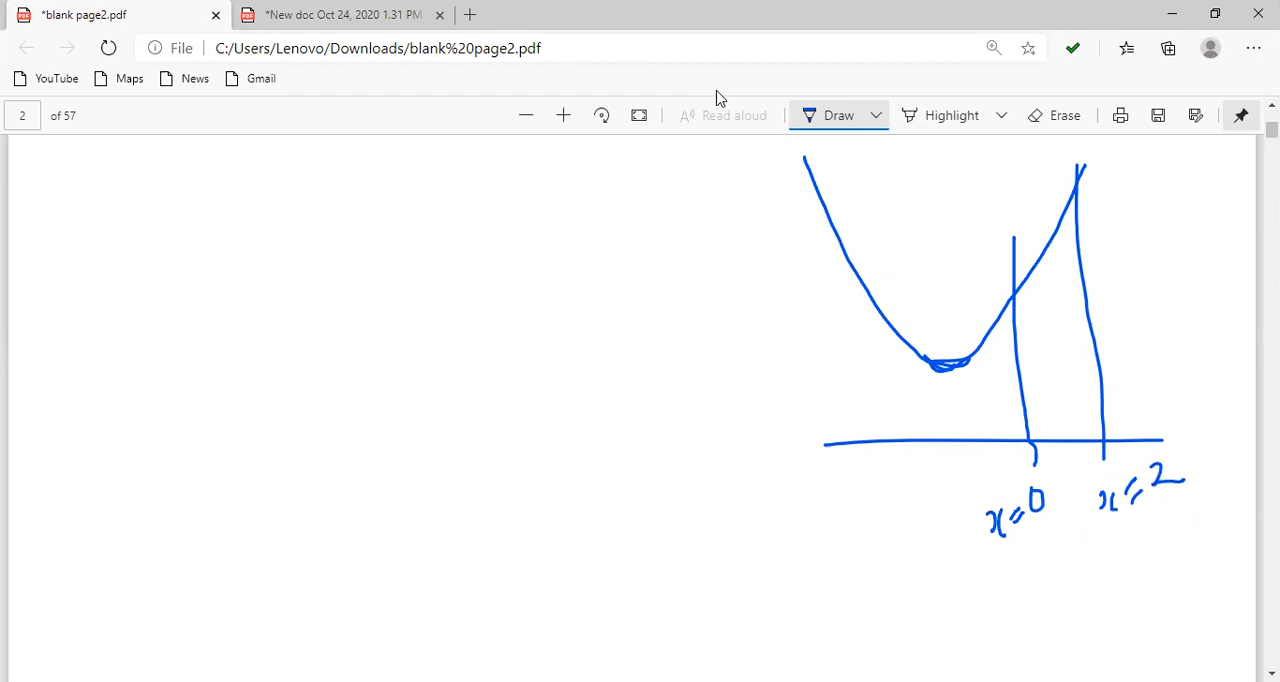 *blank page2.pdf
*New doc Oct 24, 2020 1.31 PM
File C:/Users/Lenovo/Downloads/blank%20page2.pdf
YouTube Maps News Gmail
2 of 57 Read aloud Draw Highlight Erase
x=0 x=2